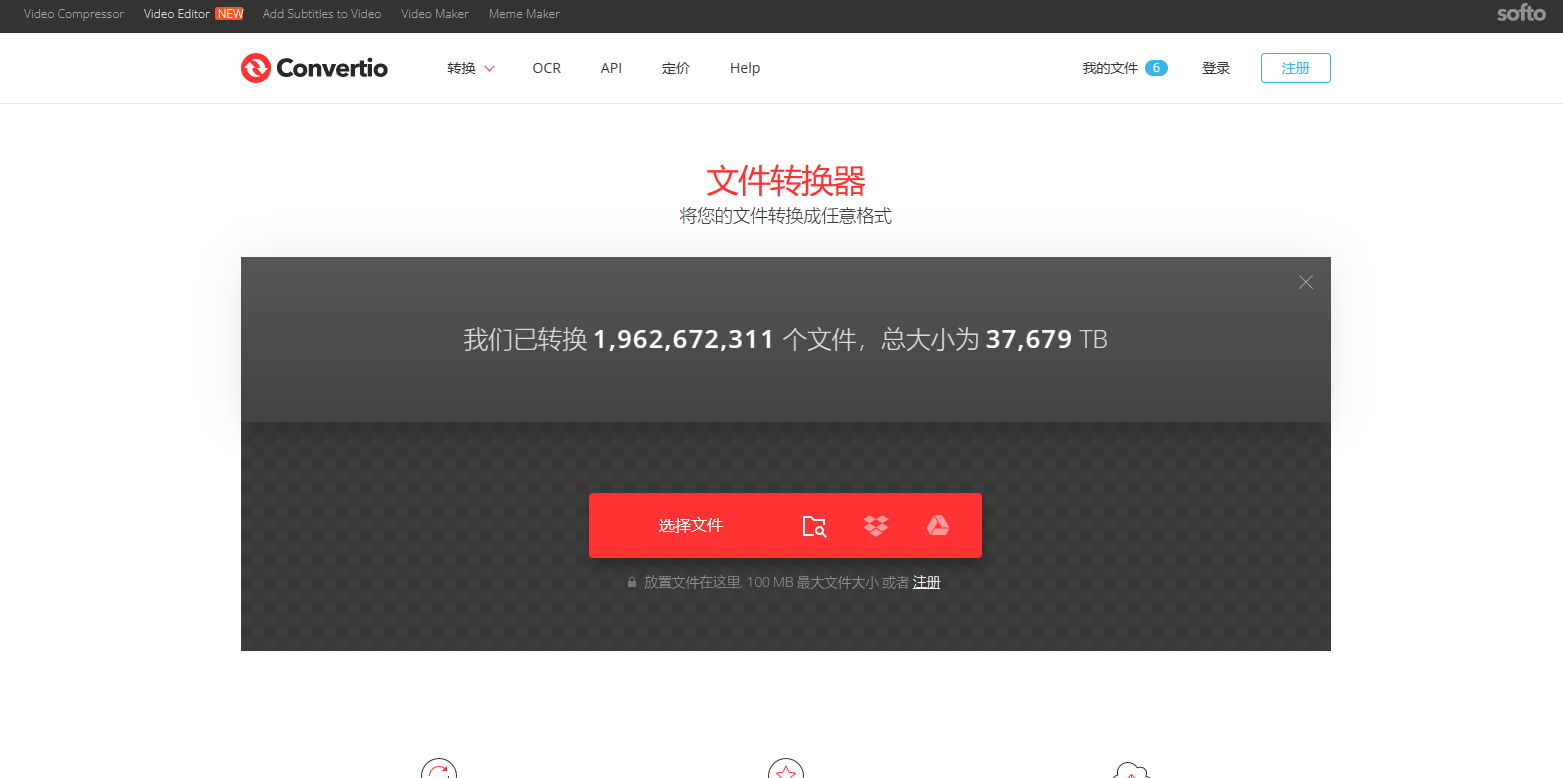 Video Compressor Video Editor NEW Add Subtitles to Video Video Maker Meme Maker softo
Convertio 转换 OCR API 定价 Help 我的文件 6 登录 注册
文件转换器
将您的文件转换成任意格式
我们已转换 1,962,672,311 个文件，总大小为 37,679 TB
选择文件
放置文件在这里. 100 MB 最大文件大小 或者 注册